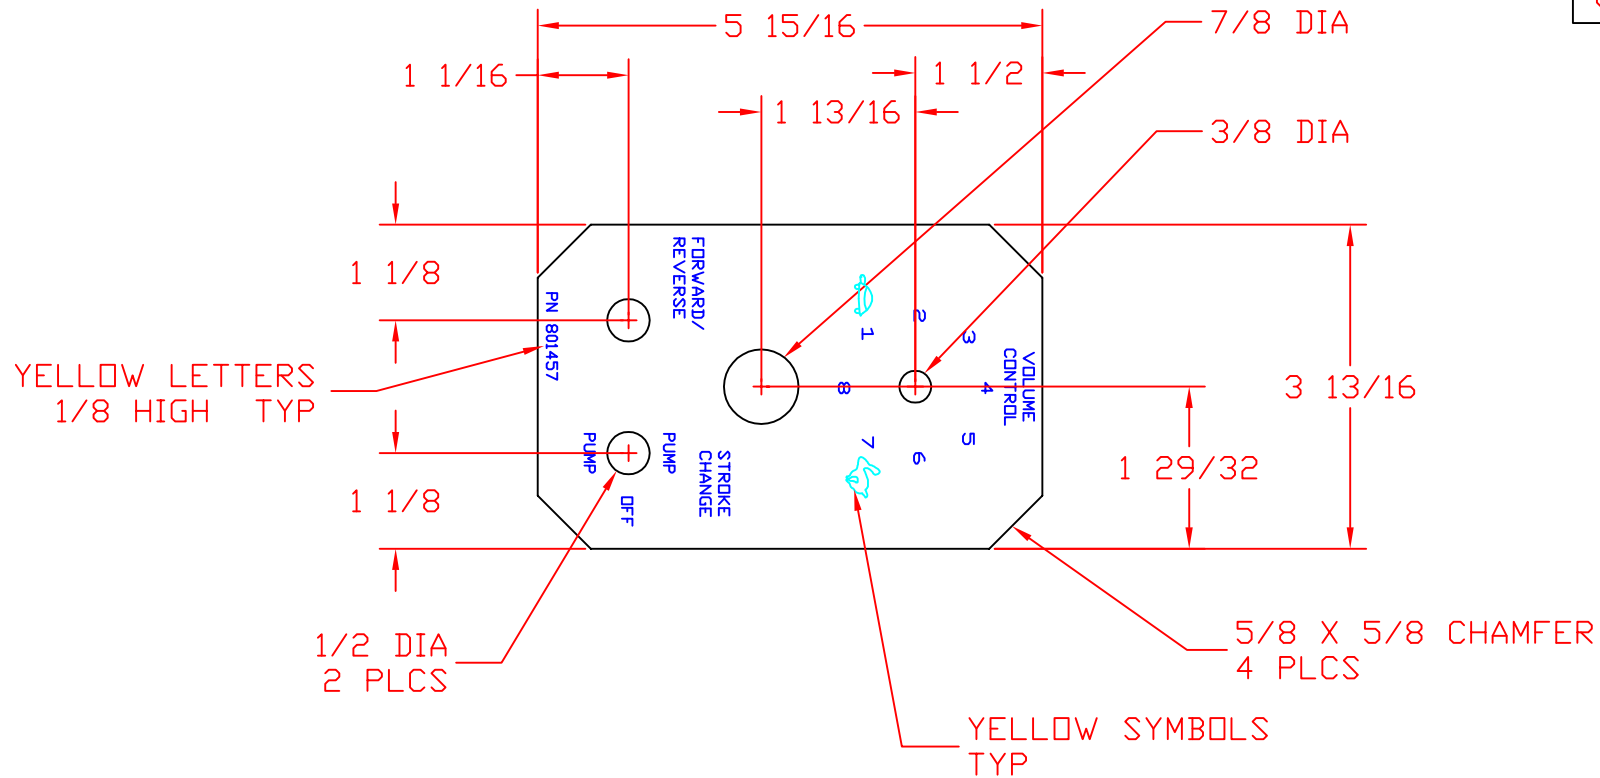 5 15/16
7/8 DIA
1 1/16
1 1/2
1 13/16
3/8 DIA
1 1/8
FORWARD/
REVERSE
PN 801457
1
2
3
4
5
6
7
8
VOLUME
CONTROL
YELLOW LETTERS
1/8 HIGH TYP
3 13/16
1 29/32
PUMP
PUMP
OFF
STROKE
CHANGE
1 1/8
1/2 DIA
2 PLCS
5/8 X 5/8 CHAMFER
4 PLCS
YELLOW SYMBOLS
TYP